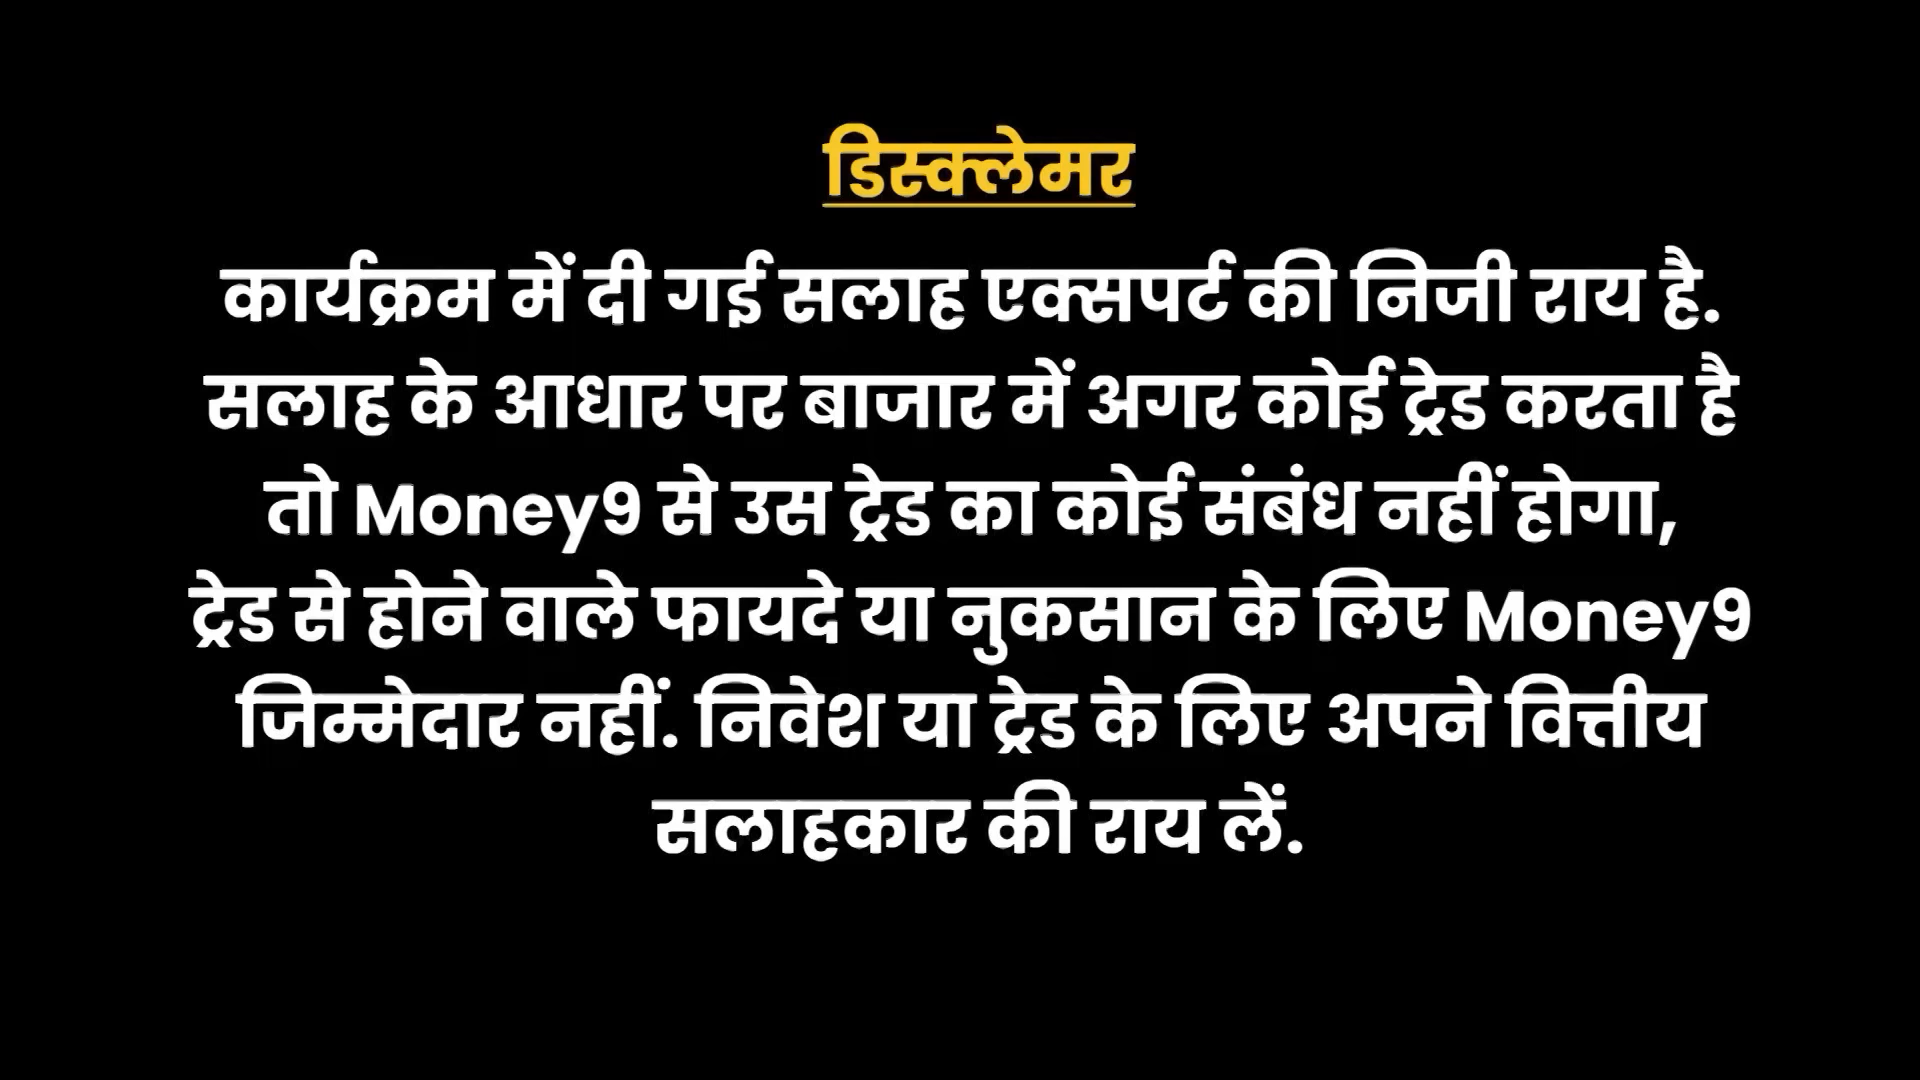 डिस्क्लेमर
कार्यक्रम में दी गई सलाह एक्सपर्ट की निजी राय है.
सलाह के आधार पर बाजार में अगर कोई ट्रेड करता है
तो Money9 से उस ट्रेड का कोई संबंध नहीं होगा,
ट्रेड से होने वाले फायदे या नुकसान के लिए Money9
जिम्मेदार नहीं. निवेश या ट्रेड के लिए अपने वित्तीय
सलाहकार की राय लें.